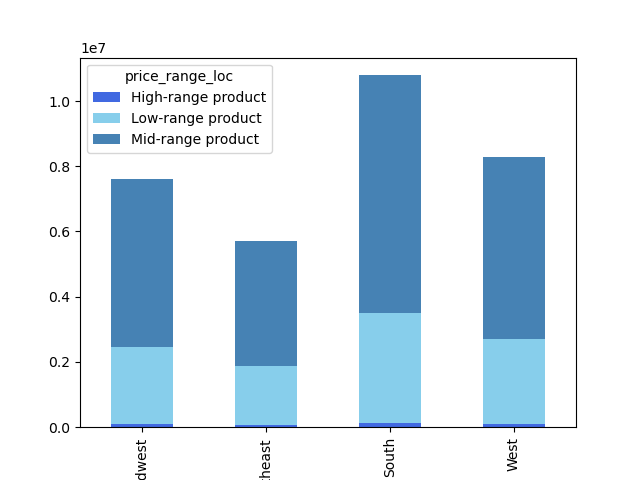 1e7
price_range_loc
High-range product
Low-range product
Mid-range product
1.0
0.8
0.6
0.4
0.2
0.0
dwest
heast
South
West